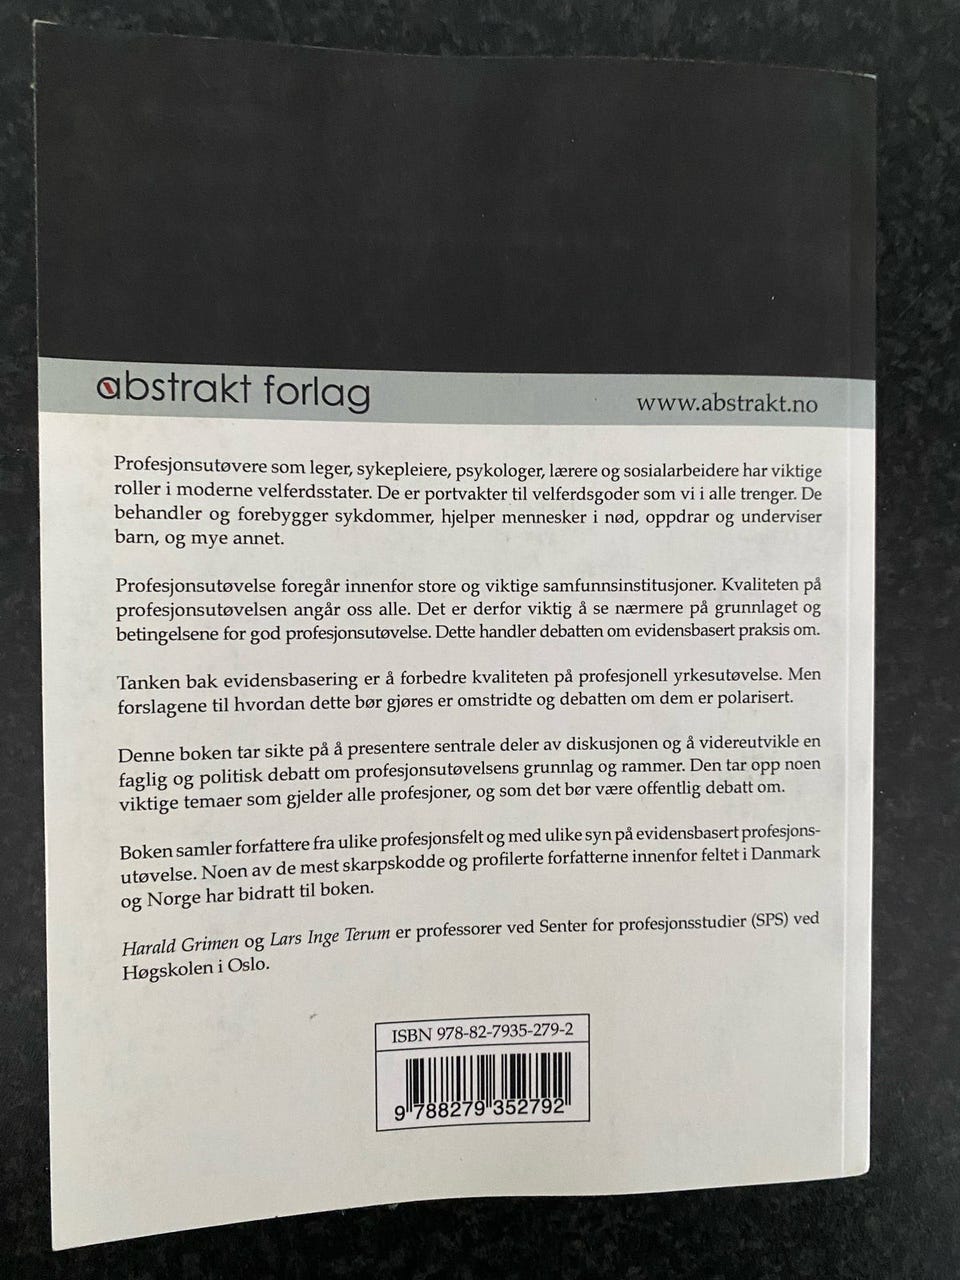 abstrakt forlag
www.abstrakt.no
Profesjonsutøvere som leger, sykepleiere, psykologer, lærere og sosialarbeidere har viktige
roller i moderne velferdsstater. De er portvakter til velferdsgoder som vi i alle trenger. De
behandler og forebygger sykdommer, hjelper mennesker i nød, oppdrar og underviser
barn, og mye annet.
Profesjonsutøvelse foregår innenfor store og viktige samfunnsinstitusjoner. Kvaliteten på
profesjonsutøvelsen angår oss alle. Det er derfor viktig å se nærmere på grunnlaget og
betingelsene for god profesjonsutøvelse. Dette handler debatten om evidensbasert praksis om.
Tanken bak evidensbasering er å forbedre kvaliteten på profesjonell yrkesutøvelse. Men
forslagene til hvordan dette bør gjøres er omstridte og debatten om dem er polarisert.
Denne boken tar sikte på å presentere sentrale deler av diskusjonen og å videreutvikle en
faglig og politisk debatt om profesjonsutøvelsens grunnlag og rammer. Den tar opp noen
viktige temaer som gjelder alle profesjoner, og som det bør være offentlig debatt om.
Boken samler forfattere fra ulike profesjonsfelt og med ulike syn på evidensbasert profesjons-
utøvelse. Noen av de mest skarpskodde og profilerte forfatterne innenfor feltet i Danmark
og Norge har bidratt til boken.
Harald Grimen og Lars Inge Terum er professorer ved Senter for profesjonsstudier (SPS) ved
Høgskolen i Oslo.
ISBN 978-82-7935-279-2
9 788279 352792